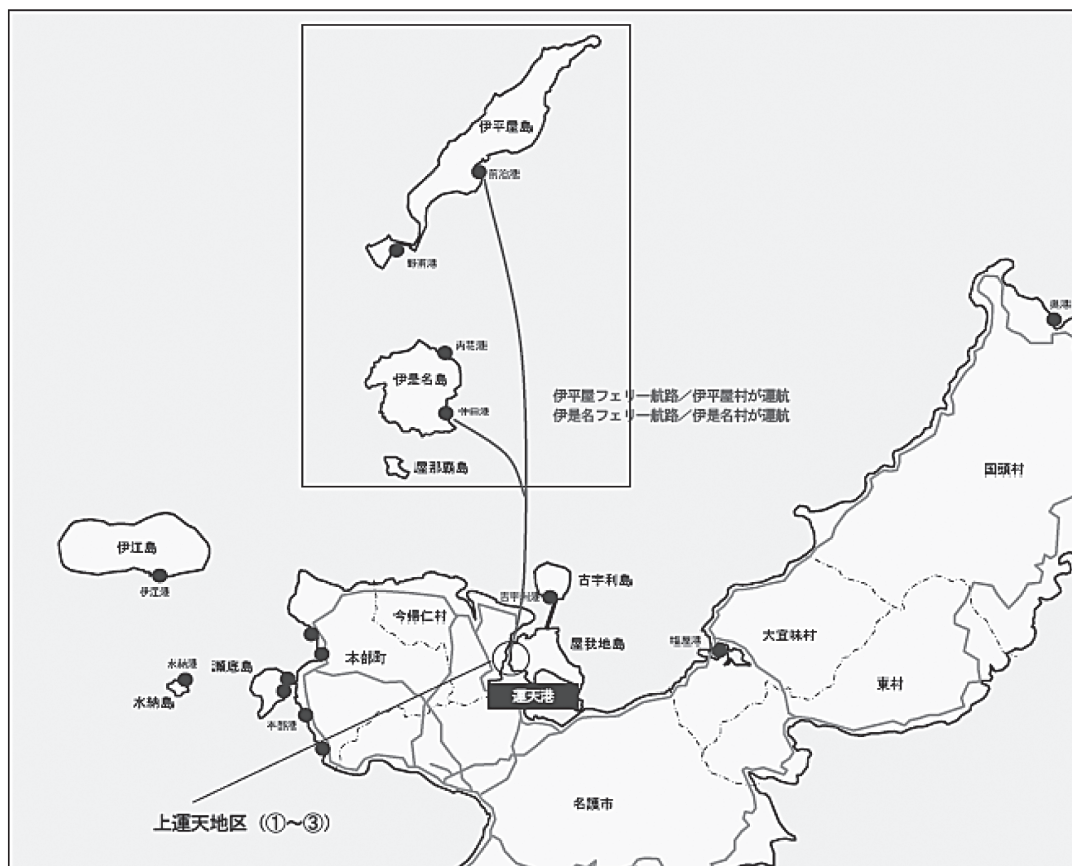 伊平屋島
前泊港
野甫港
内花港
伊是名島
仲田港
伊平屋フェリー航路／伊平屋村が運航
伊是名フェリー航路／伊是名村が運航
屋那覇島
奥港
国頭村
伊江島
伊江港
古宇利島
古宇利港
今帰仁村
本部町
屋我地島
塩屋港
大宜味村
東村
水納港
瀬底島
水納島
本部港
運天港
名護市
上運天地区（①〜③）